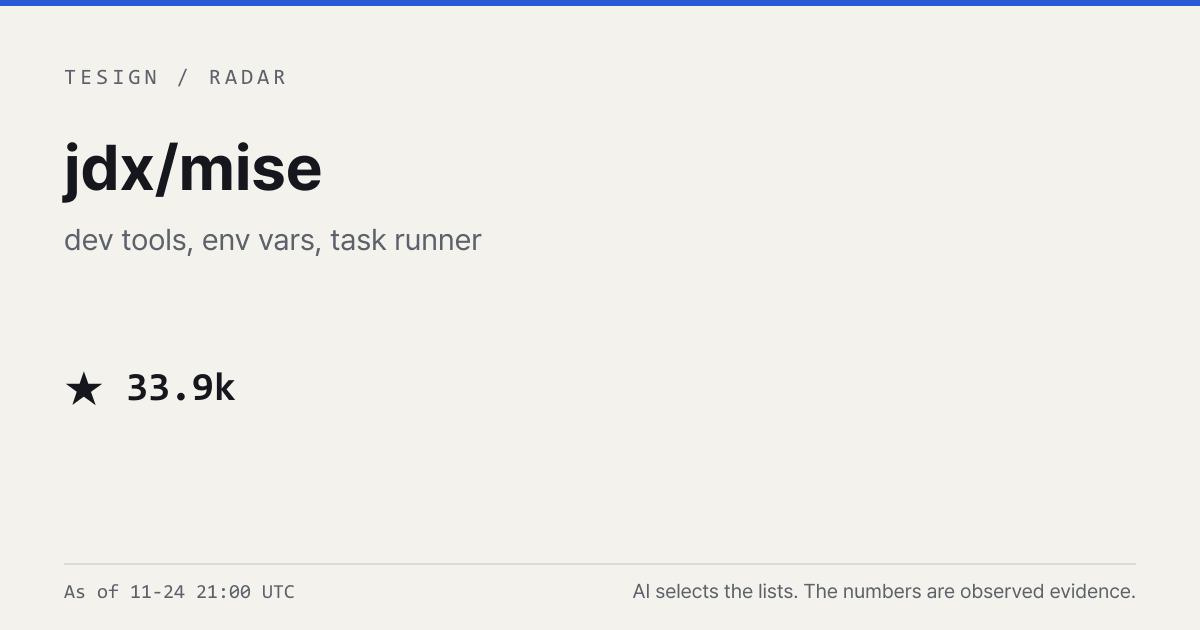 TESIGN / RADAR
jdx/mise
dev tools, env vars, task runner
★ 33.9k
As of 11-24 21:00 UTC
AI selects the lists. The numbers are observed evidence.